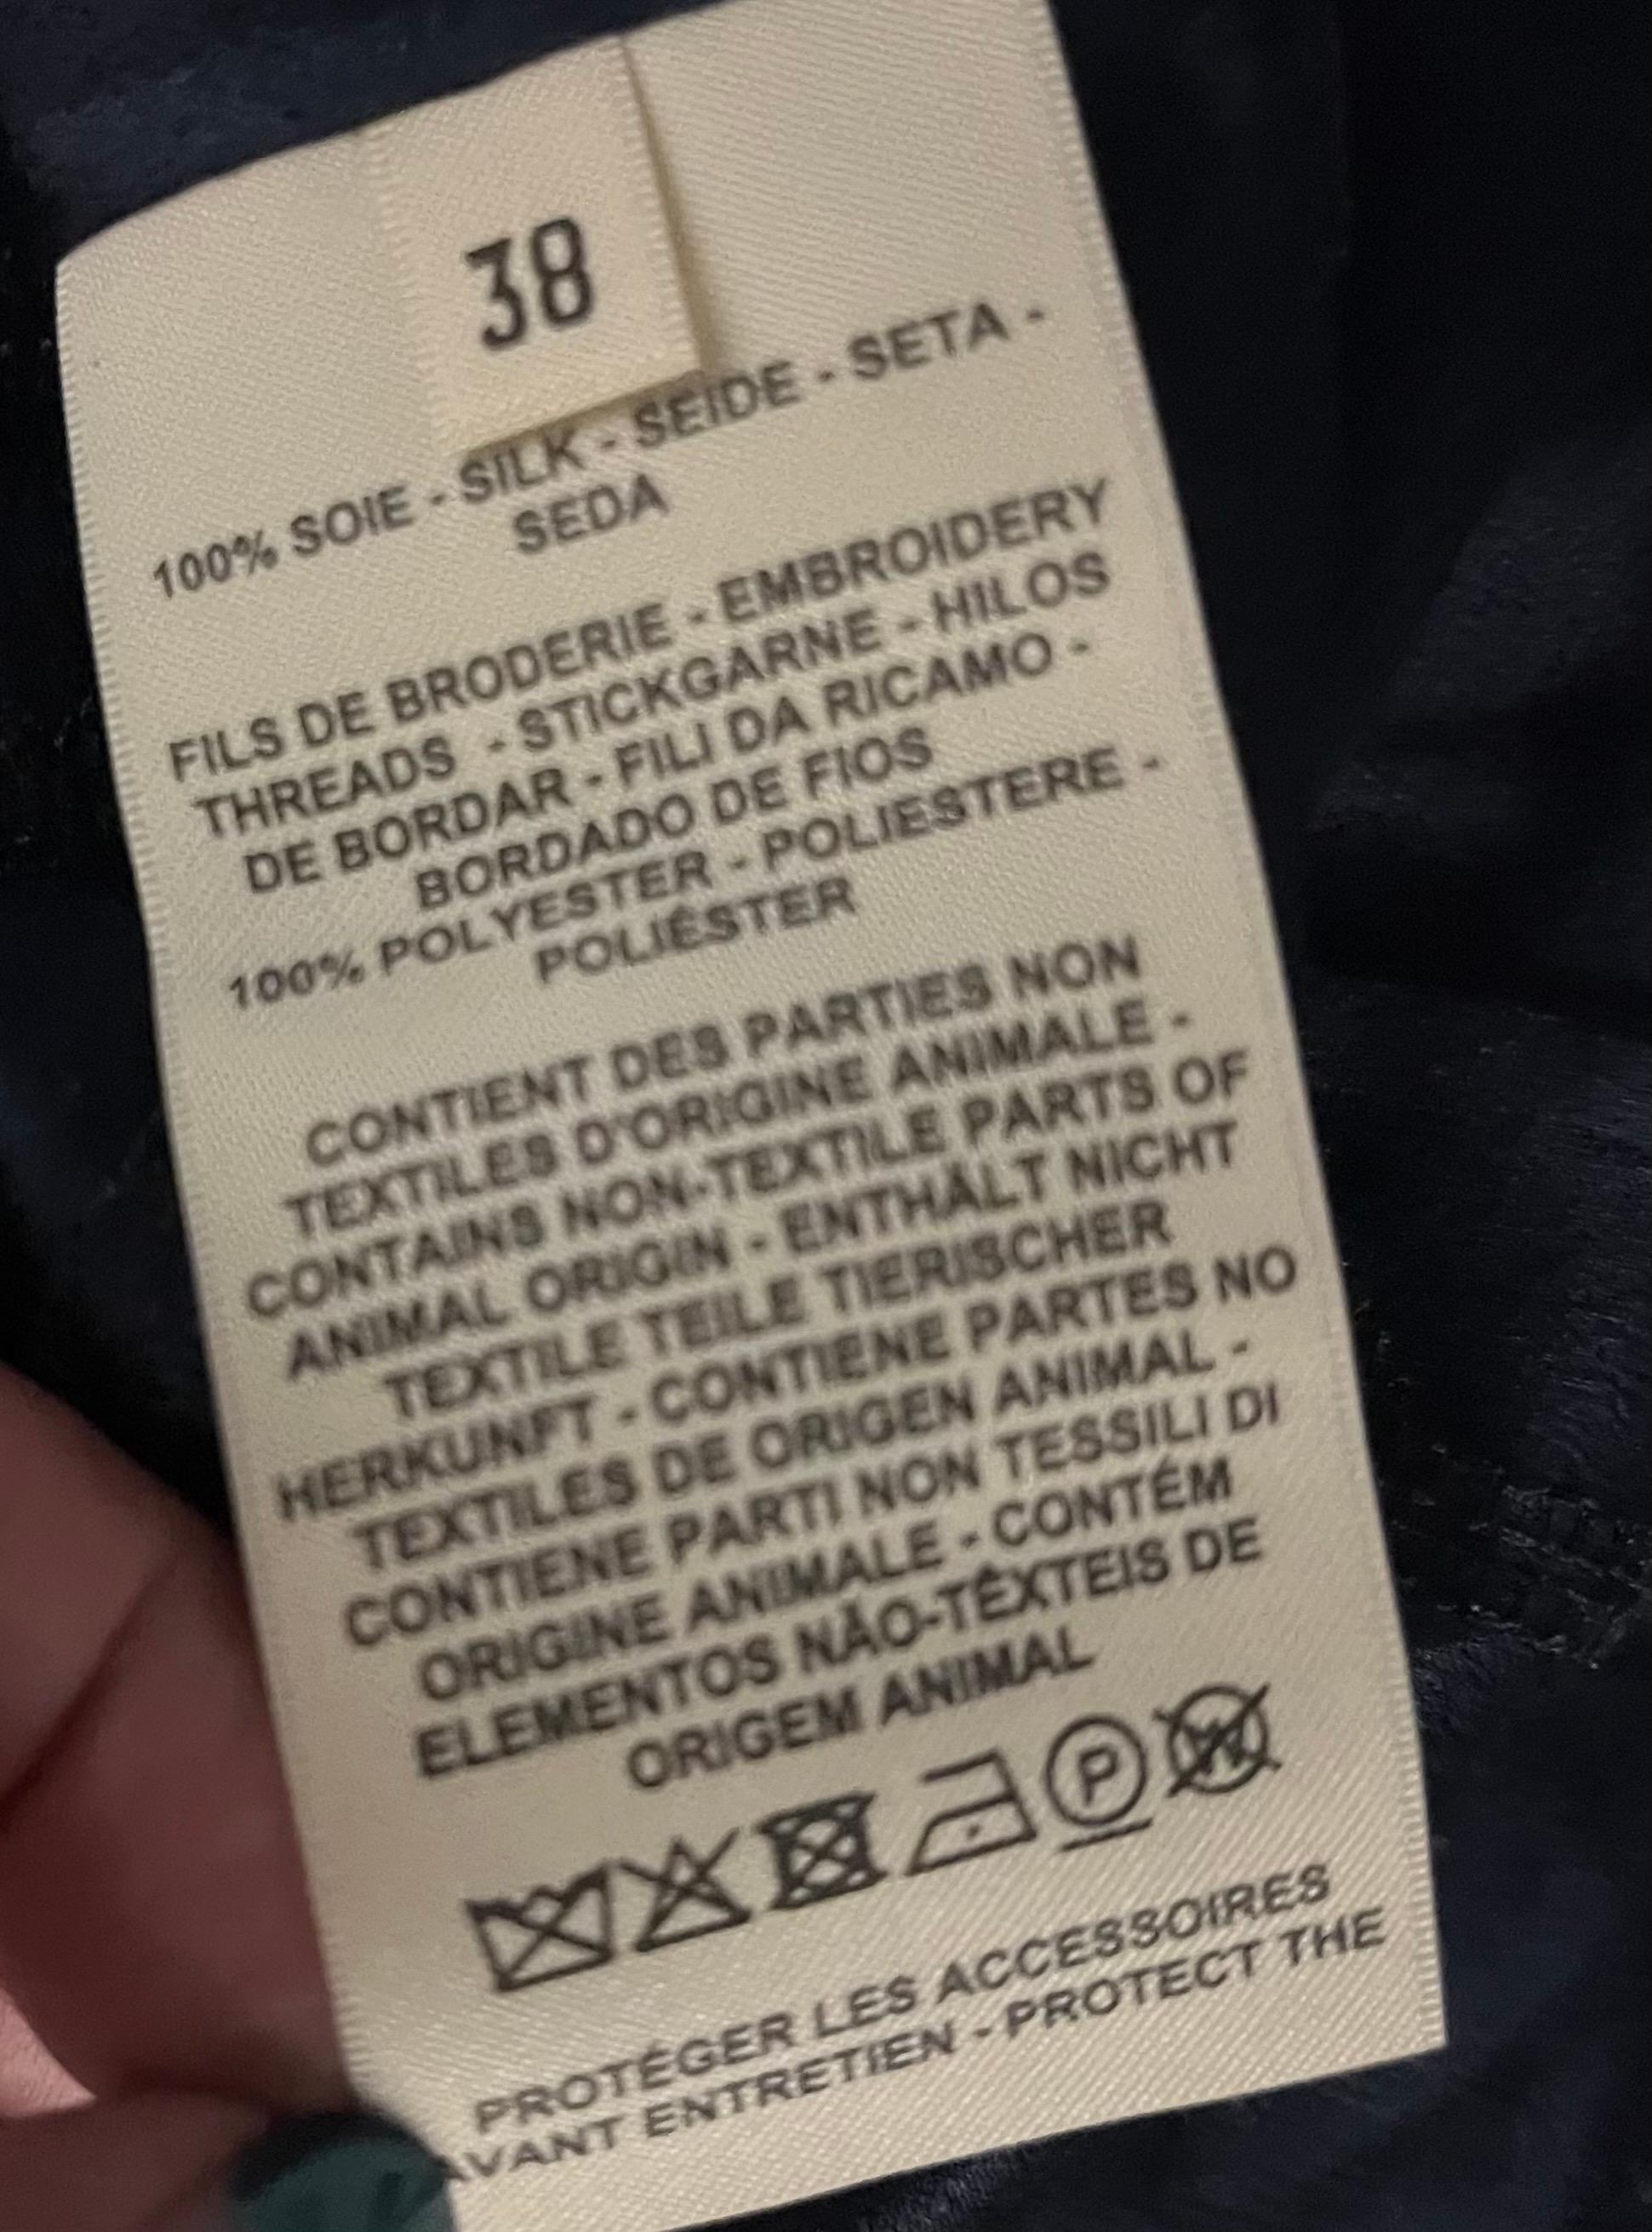 38
100% SOIE - SILK - SEIDE - SETA -
SEDA
FILS DE BRODERIE - EMBROIDERY
THREADS - STICKGARNE - HILOS
DE BORDAR - FILI DA RICAMO -
BORDADO DE FIOS
100% POLYESTER - POLIESTERE -
POLIÉSTER
CONTIENT DES PARTIES NON
TEXTILES D'ORIGINE ANIMALE -
CONTAINS NON-TEXTILE PARTS OF
ANIMAL ORIGIN - ENTHÄLT NICHT
TEXTILE TEILE TIERISCHER
HERKUNFT - CONTIENE PARTES NO
TEXTILES DE ORIGEN ANIMAL -
CONTIENE PARTI NON TESSILI DI
ORIGINE ANIMALE - CONTÉM
ELEMENTOS NÃO-TÊXTEIS DE
ORIGEM ANIMAL
P W
PROTÉGER LES ACCESSOIRES
AVANT ENTRETIEN - PROTECT THE